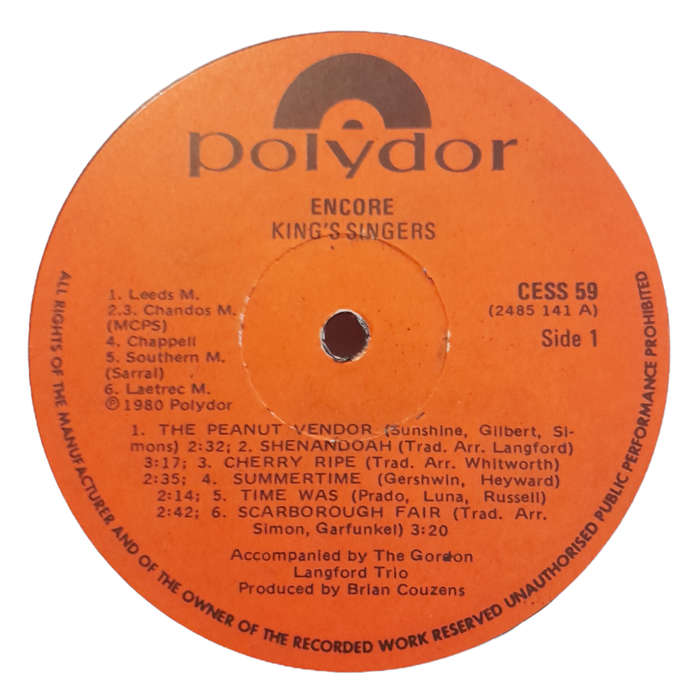 polydor
ENCORE
KING'S SINGERS
1. Leeds M.
2.3. Chandos M.
(MCPS)
4. Chappell
5. Southern M.
(Sarral)
6. Laetrec M.
℗ 1980 Polydor
CESS 59
(2485 141 A)
Side 1
1. THE PEANUT VENDOR (Sunshine, Gilbert, Si-
mons) 2:32; 2. SHENANDOAH (Trad. Arr. Langford)
3:17; 3. CHERRY RIPE (Trad. Arr. Whitworth)
2:35; 4. SUMMERTIME (Gershwin, Heyward)
2:14; 5. TIME WAS (Prado, Luna, Russell)
2:42; 6. SCARBOROUGH FAIR (Trad. Arr.
Simon, Garfunkel) 3:20
Accompanied by The Gordon
Langford Trio
Produced by Brian Couzens
ALL RIGHTS OF THE MANUFACTURER AND OF THE OWNER OF THE RECORDED WORK RESERVED UNAUTHORISED PUBLIC PERFORMANCE PROHIBITED